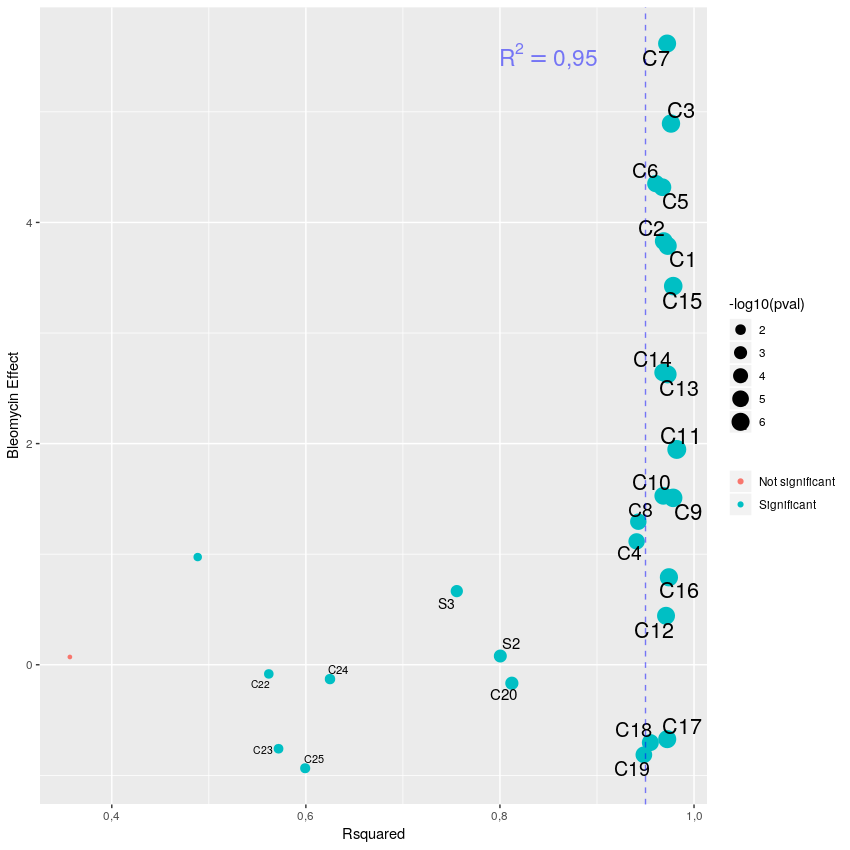 R² = 0,95
C7
C3
C6
C5
C2
C1
C15
C14
C13
C11
C10
C9
C8
C4
C16
C12
S3
S2
C24
C22
C20
C18
C17
C23
C25
C19
4
2
0
0,4
0,6
0,8
1,0
Rsquared
Bleomycin Effect
-log10(pval)
2
3
4
5
6
Not significant
Significant